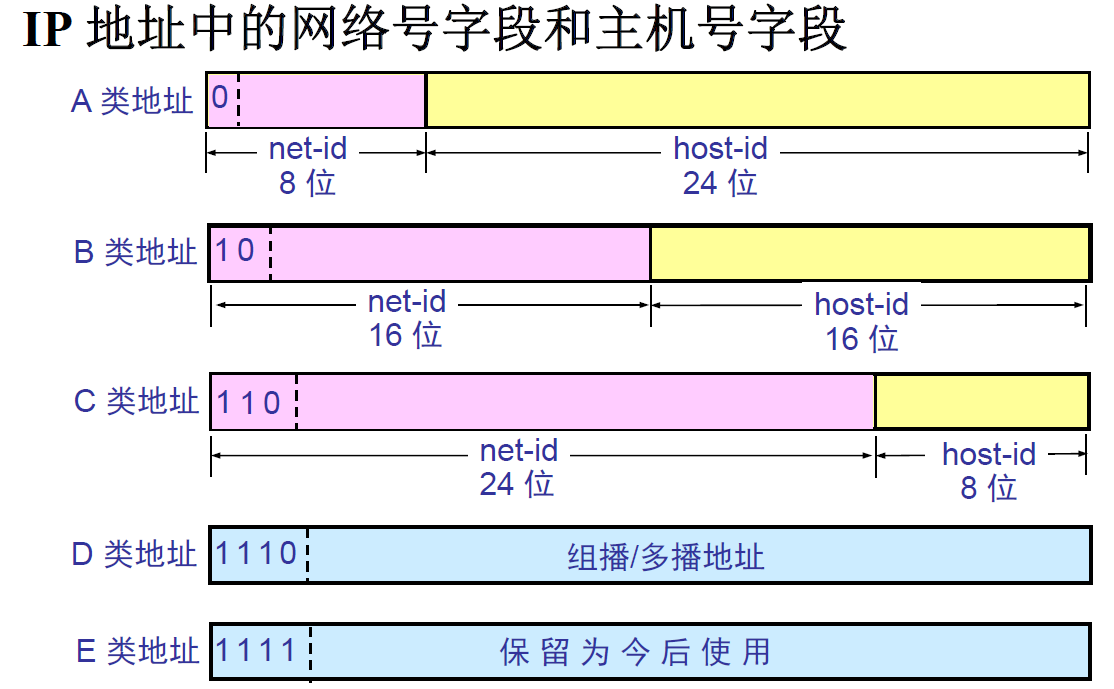 IP 地址中的网络号字段和主机号字段
A 类地址
0
net-id
8 位
host-id
24 位
B 类地址
1 0
net-id
16 位
host-id
16 位
C 类地址
1 1 0
net-id
24 位
host-id
8 位
D 类地址
1 1 1 0
组播/多播地址
E 类地址
1 1 1 1
保 留 为 今 后 使 用